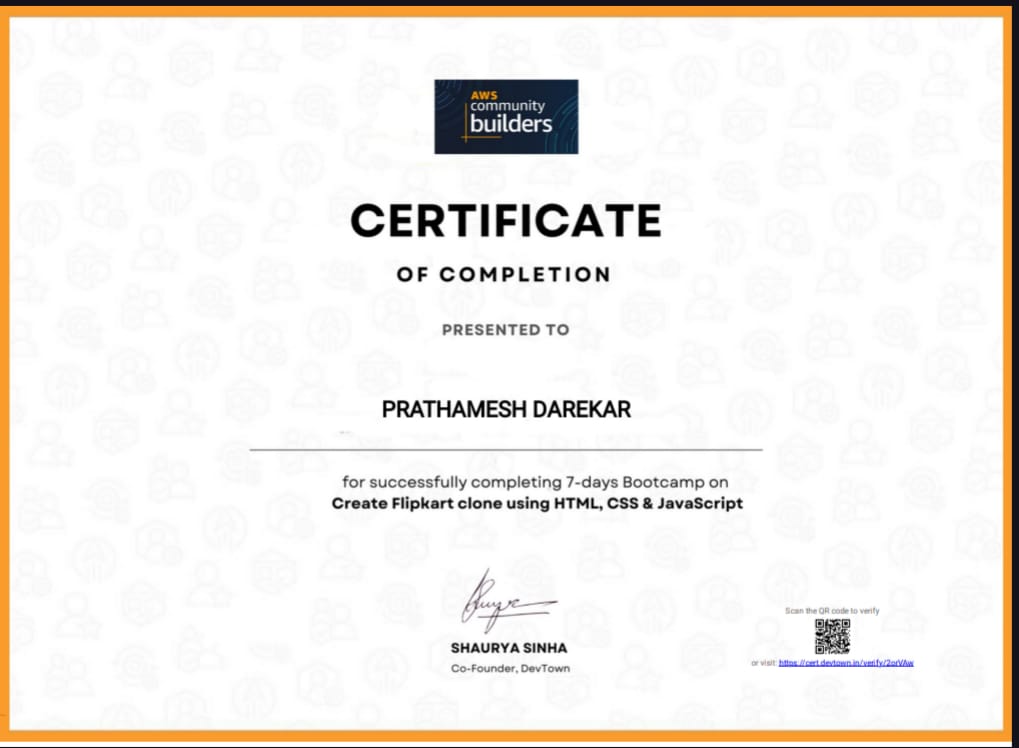 AWS
community
builders
CERTIFICATE
OF COMPLETION
PRESENTED TO
PRATHAMESH DAREKAR
for successfully completing 7-days Bootcamp on
Create Flipkart clone using HTML, CSS & JavaScript
SHAURYA SINHA
Co-Founder, DevTown
Scan the QR code to verify
or visit: https://cert.devtown.in/verify/2orVAw